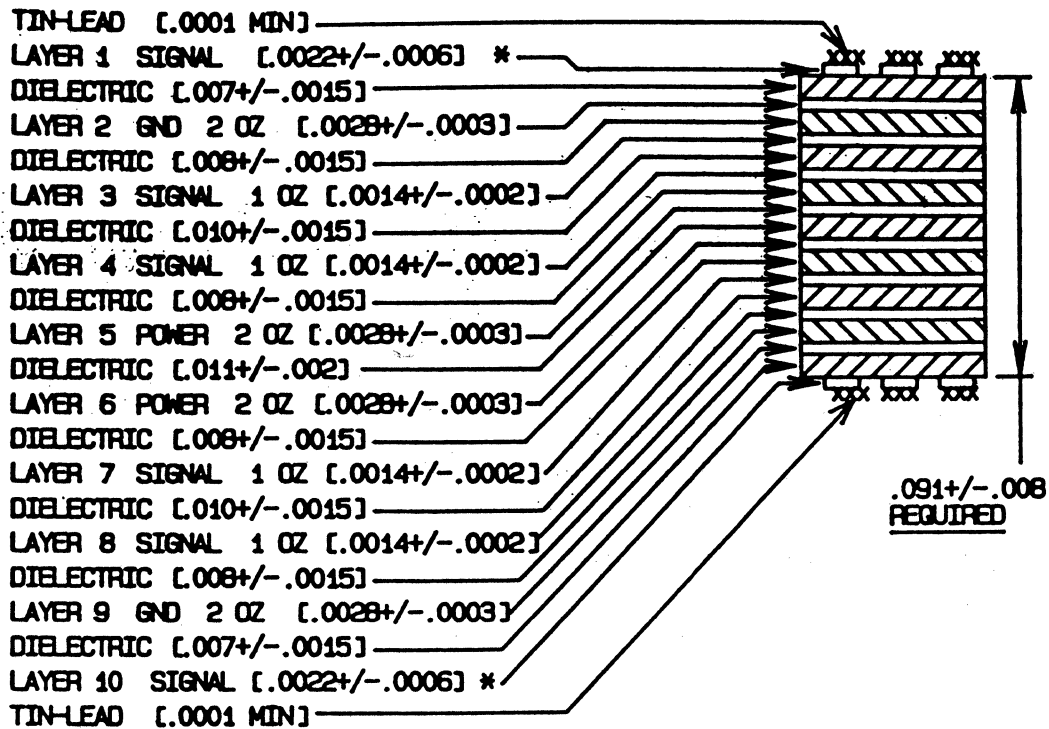 TIN-LEAD [.0001 MIN]
LAYER 1 SIGNAL [.0022+/-.0006] *
DIELECTRIC [.007+/-.0015]
LAYER 2 GND 2 OZ [.0028+/-.0003]
DIELECTRIC [.008+/-.0015]
LAYER 3 SIGNAL 1 OZ [.0014+/-.0002]
DIELECTRIC [.010+/-.0015]
LAYER 4 SIGNAL 1 OZ [.0014+/-.0002]
DIELECTRIC [.008+/-.0015]
LAYER 5 POWER 2 OZ [.0028+/-.0003]
DIELECTRIC [.011+/-.002]
LAYER 6 POWER 2 OZ [.0028+/-.0003]
DIELECTRIC [.008+/-.0015]
LAYER 7 SIGNAL 1 OZ [.0014+/-.0002]
DIELECTRIC [.010+/-.0015]
LAYER 8 SIGNAL 1 OZ [.0014+/-.0002]
DIELECTRIC [.008+/-.0015]
LAYER 9 GND 2 OZ [.0028+/-.0003]
DIELECTRIC [.007+/-.0015]
LAYER 10 SIGNAL [.0022+/-.0006] *
TIN-LEAD [.0001 MIN]
XXX XXX XXX
XXX XXX XXX
.091+/-.008
REQUIRED